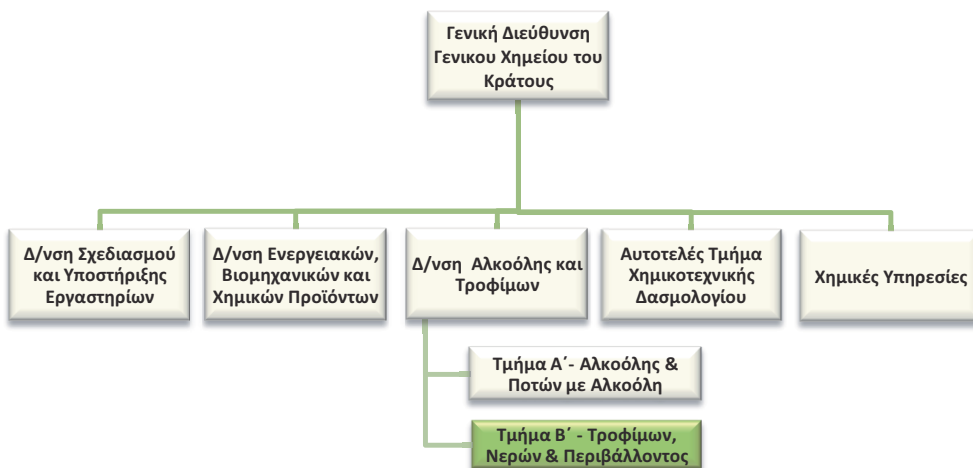 Γενική Διεύθυνση
Γενικου Χημείου του
Κράτους
Δ/νση Σχεδιασμού
και Υποστήριξης
Εργαστηρίων
Δ/νση Ενεργειακών,
Βιομηχανικών και
Χημικών Προϊόντων
Δ/νση Αλκοόλης και
Τροφίμων
Αυτοτελές Τμήμα
Χημικοτεχνικής
Δασμολογίου
Χημικές Υπηρεσίες
Τμήμα Α΄- Αλκοόλης &
Ποτών με Αλκοόλη
Τμήμα Β΄ - Τροφίμων,
Νερών & Περιβάλλοντος